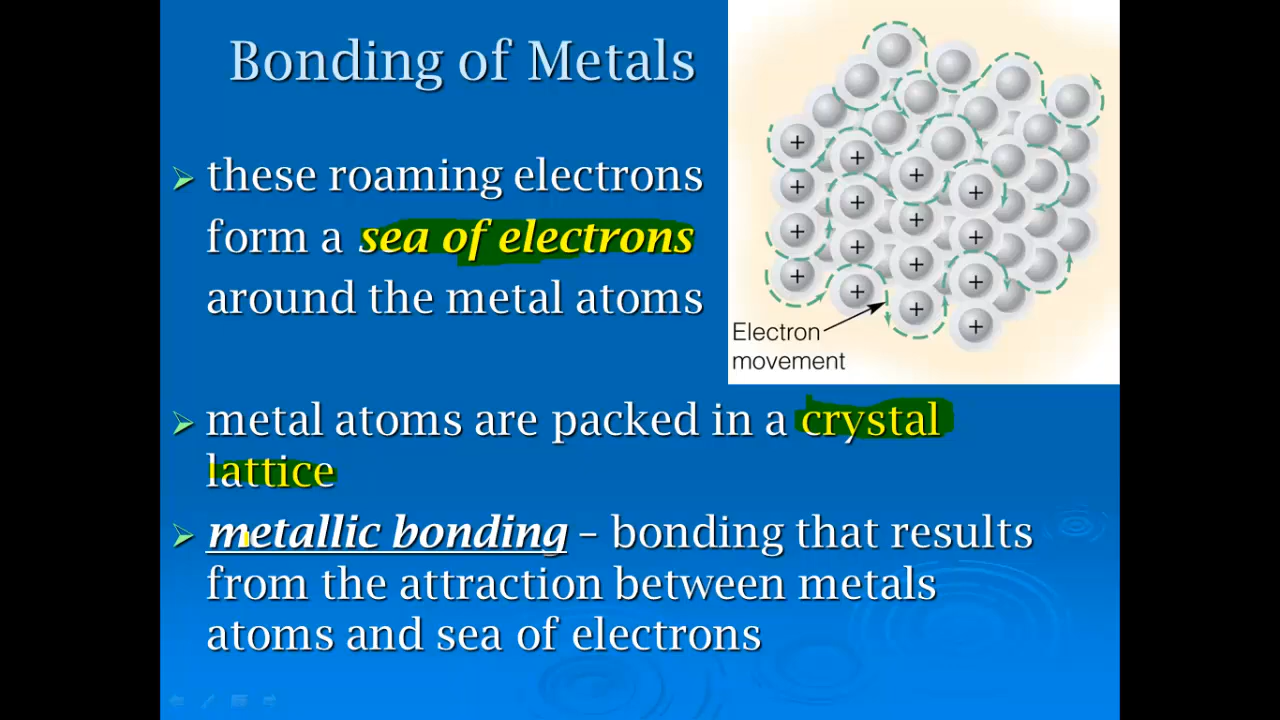 Bonding of Metals
these roaming electrons
form a sea of electrons
around the metal atoms
+ + + +
+ + + +
+ + + +
+ + + +
Electron
movement
metal atoms are packed in a crystal
lattice
metallic bonding – bonding that results
from the attraction between metals
atoms and sea of electrons